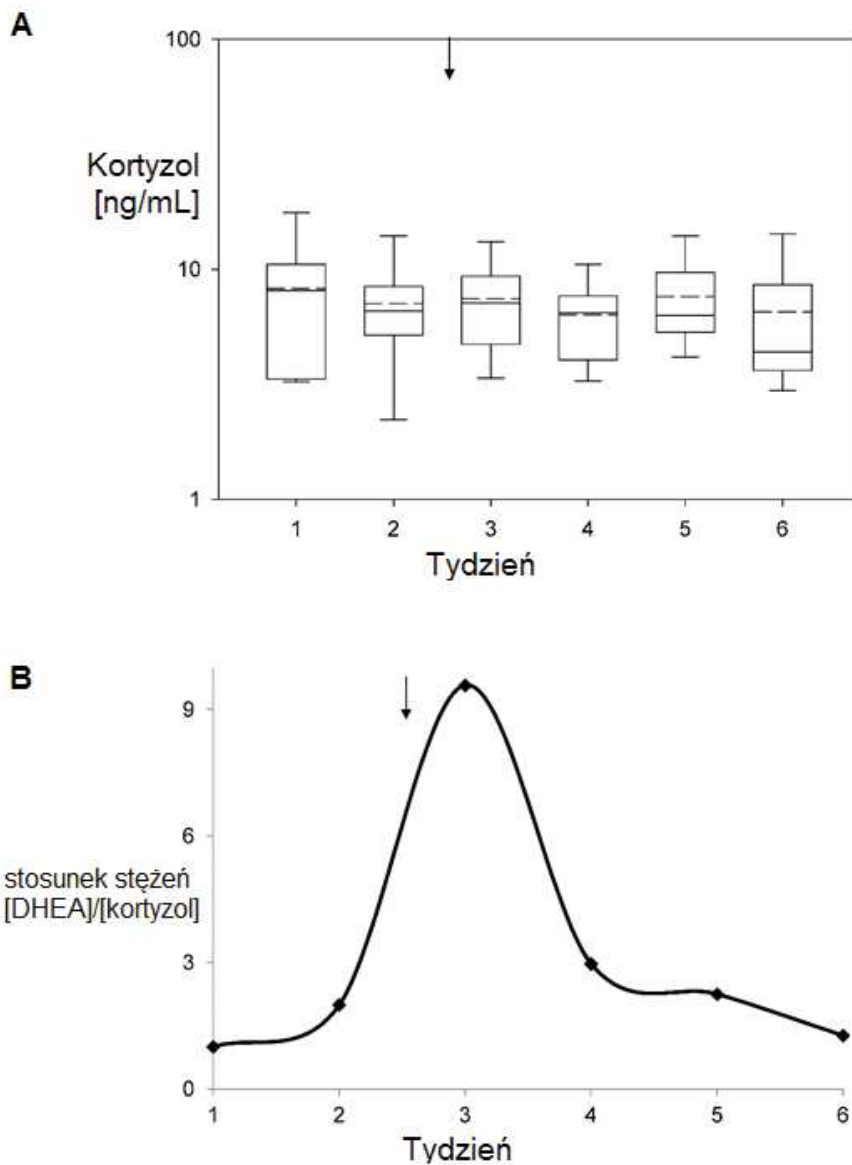 A
100
Kortyzol
[ng/mL]
10
1
1 2 3 4 5 6
Tydzień
B
9
6
stosunek stężeń
[DHEA]/[kortyzol]
3
0
1 2 3 4 5 6
Tydzień